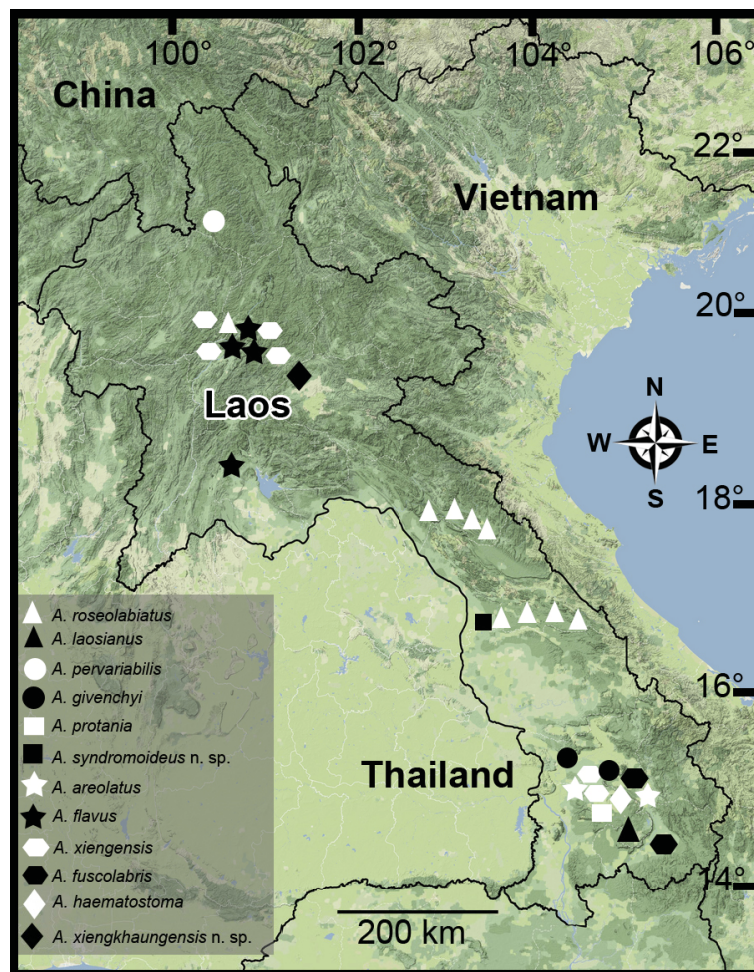 100° 102° 104° 106°
China
22°
Vietnam
20°
Laos
N
W E
S
18°
A. roseolabiatus
A. laosianus
16°
A. pervariabilis
A. givenchyi
A. protania
A. syndromoideus n. sp.
Thailand
A. areolatus
A. flavus
A. xiengensis
A. fuscolabris
14°
A. haematostoma
200 km
A. xiengkhaungensis n. sp.